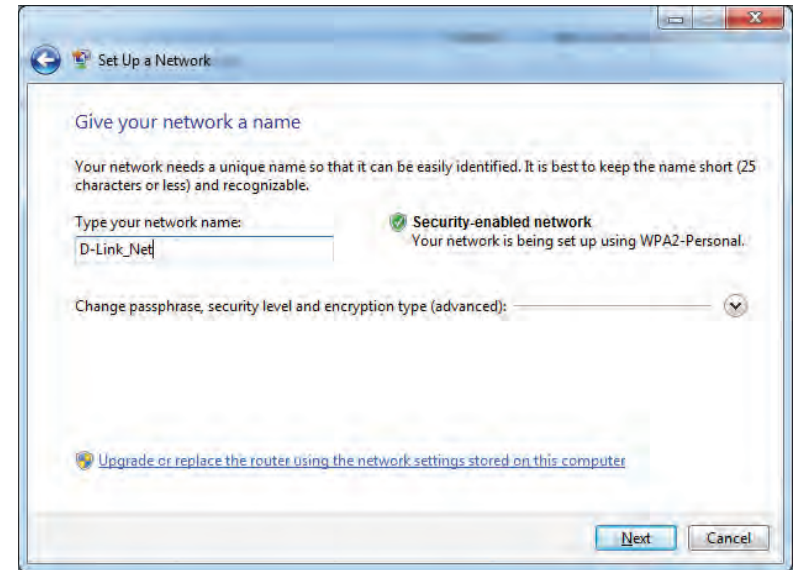 Set Up a Network
Give your network a name
Your network needs a unique name so that it can be easily identified. It is best to keep the name short (25
characters or less) and recognizable.
Type your network name:
D-Link_Net
Security-enabled network
Your network is being set up using WPA2-Personal.
Change passphrase, security level and encryption type (advanced):
Upgrade or replace the router using the network settings stored on this computer
Next
Cancel